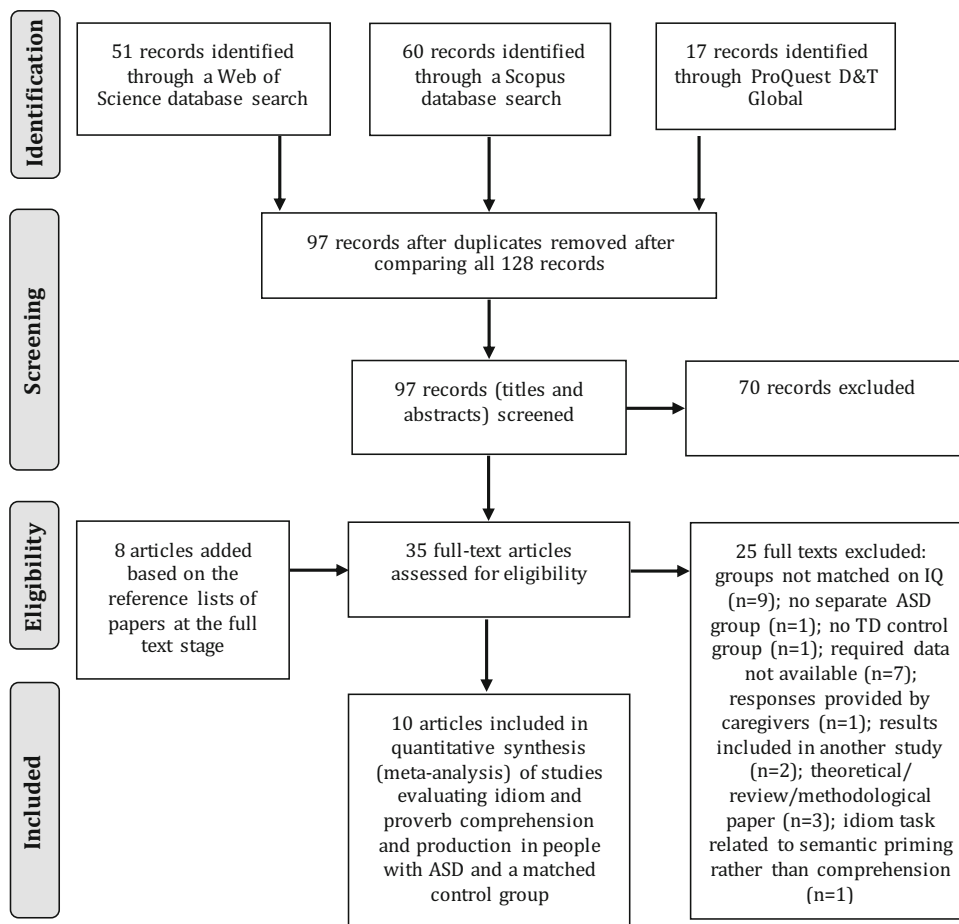 Identification
51 records identified
through a Web of
Science database search
60 records identified
through a Scopus
database search
17 records identified
through ProQuest D&T
Global
Screening
97 records after duplicates removed after
comparing all 128 records
97 records (titles and
abstracts) screened
70 records excluded
Eligibility
8 articles added
based on the
reference lists of
papers at the full
text stage
35 full-text articles
assessed for eligibility
25 full texts excluded:
groups not matched on IQ
(n=9); no separate ASD
group (n=1); no TD control
group (n=1); required data
not available (n=7);
responses provided by
caregivers (n=1); results
included in another study
(n=2); theoretical/
review/methodological
paper (n=3); idiom task
related to semantic priming
rather than comprehension
(n=1)
Included
10 articles included in
quantitative synthesis
(meta-analysis) of studies
evaluating idiom and
proverb comprehension
and production in people
with ASD and a matched
control group